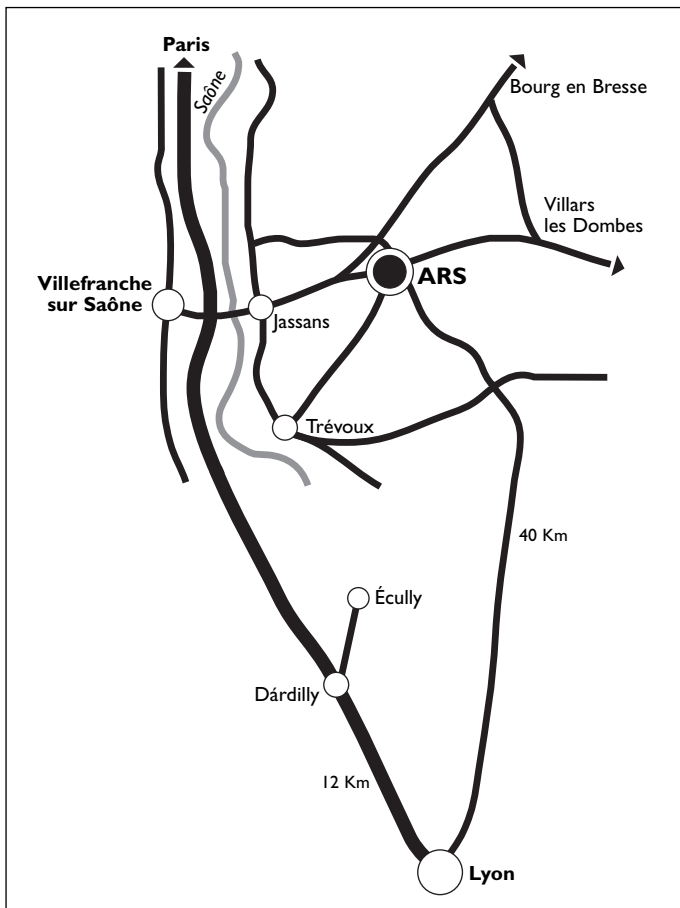 Paris
Saône
Bourg en Bresse
Villars
les Dombes
ARS
Villefranche
sur Saône
Jassans
Trévoux
40 Km
Écully
Dárdilly
12 Km
Lyon